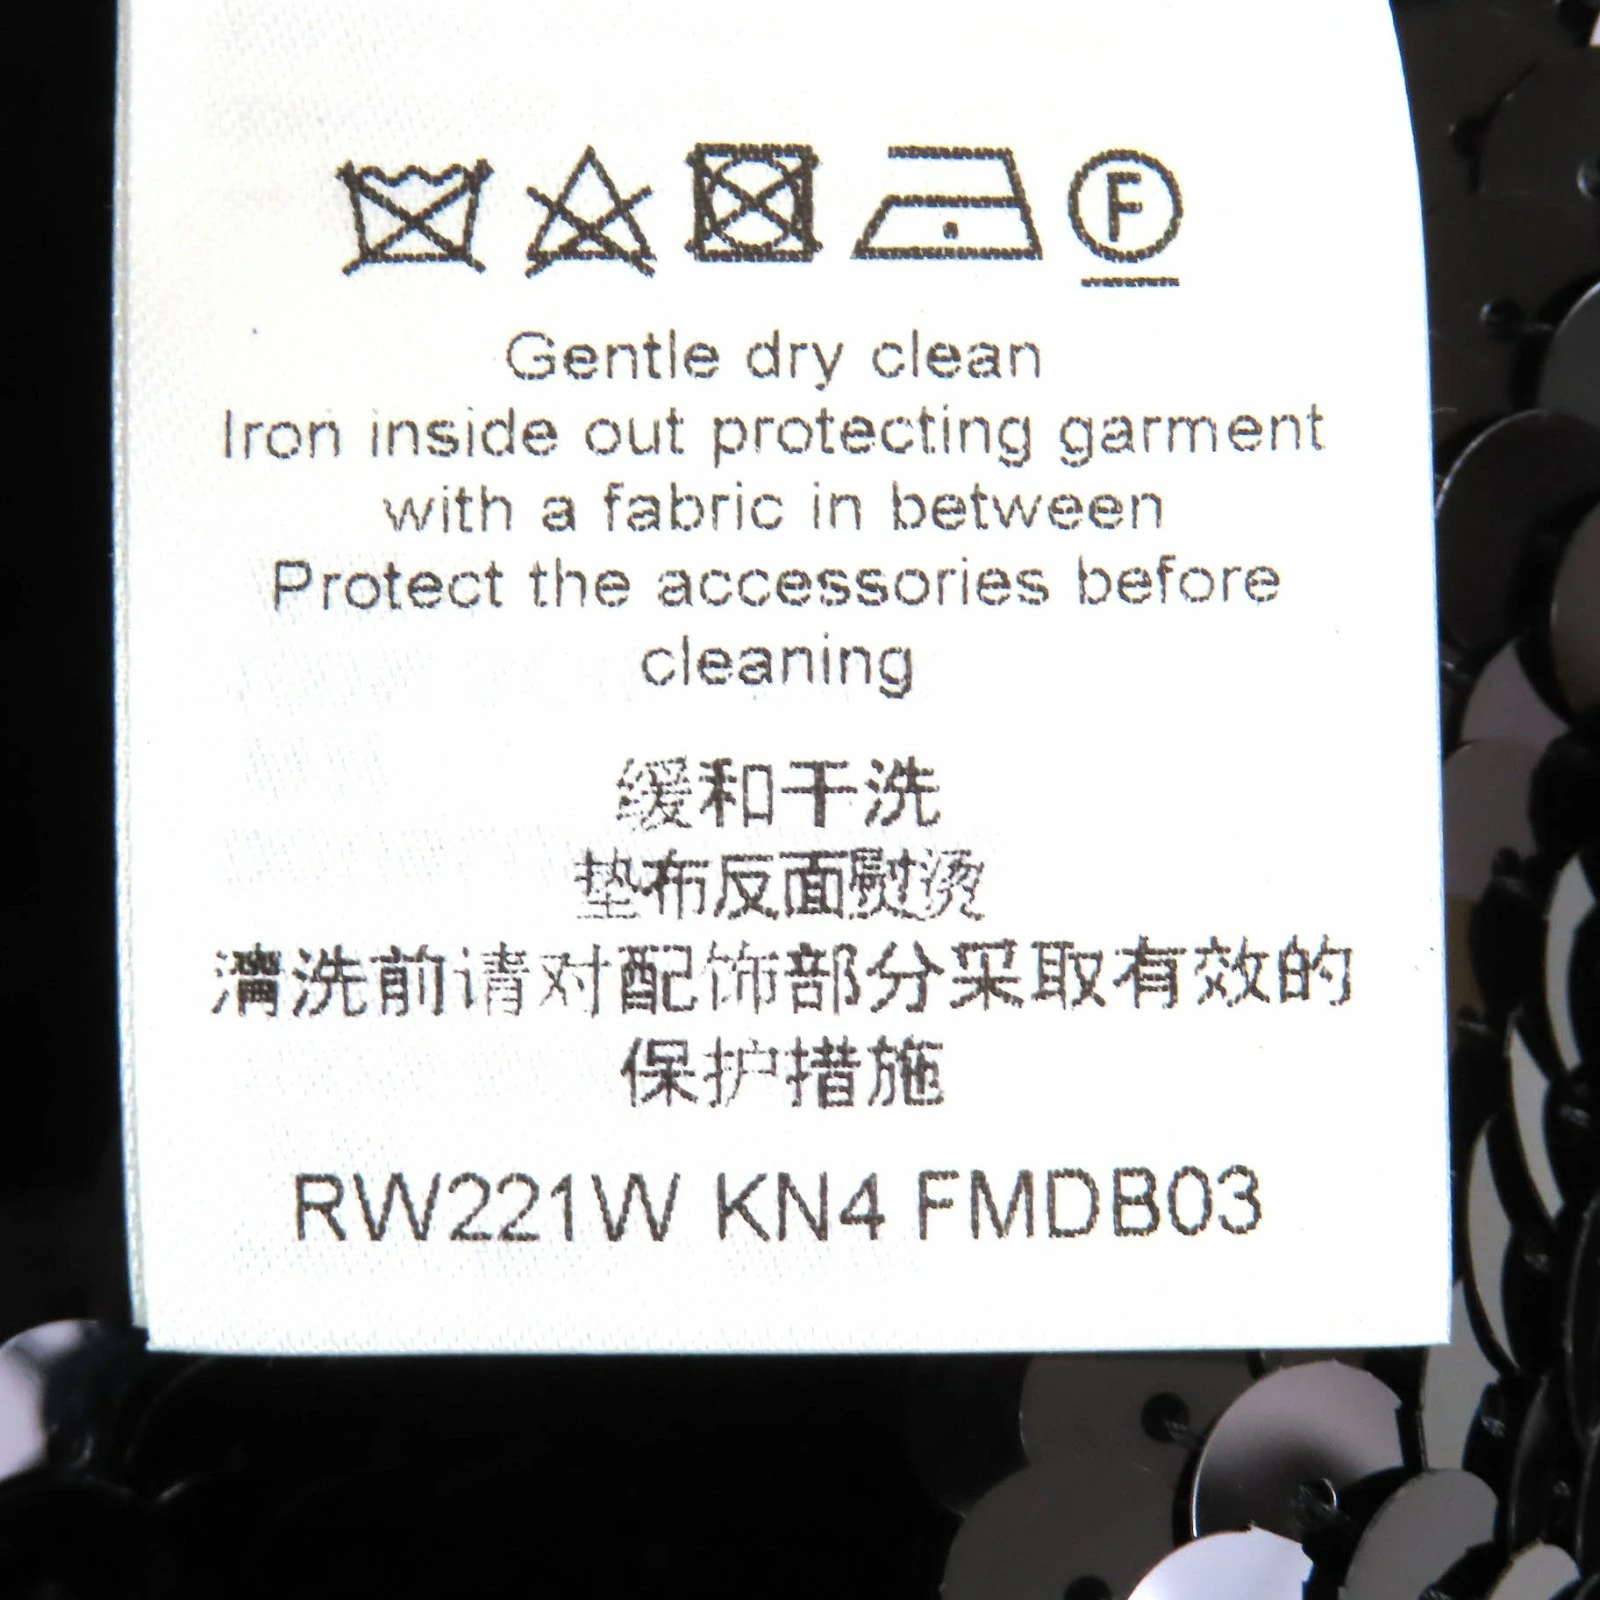 F
Gentle dry clean
Iron inside out protecting garment
with a fabric in between
Protect the accessories before
cleaning
缓和干洗
垫布反面熨烫
清洗前请对配饰部分采取有效的
保护措施
RW221W KN4 FMDB03